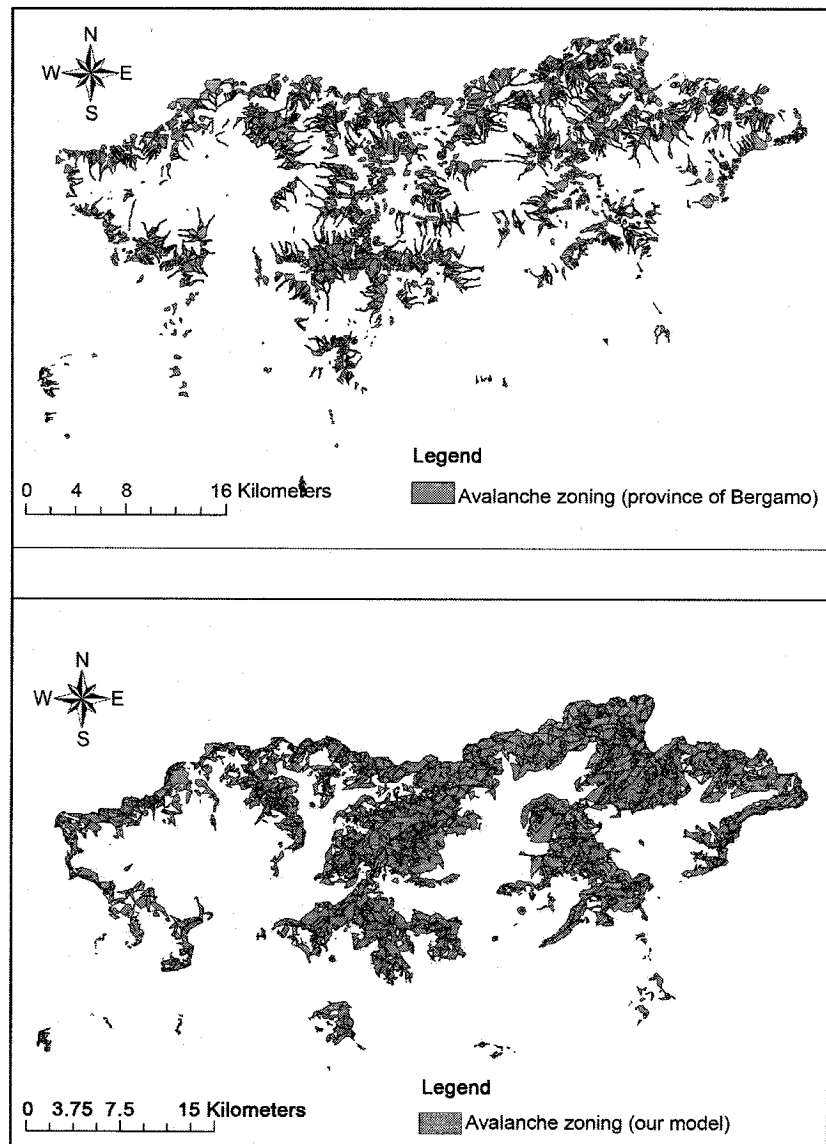 N
W E
S
Legend
0 4 8 16 Kilometers
Avalanche zoning (province of Bergamo)
N
W E
S
Legend
0 3.75 7.5 15 Kilometers
Avalanche zoning (our model)